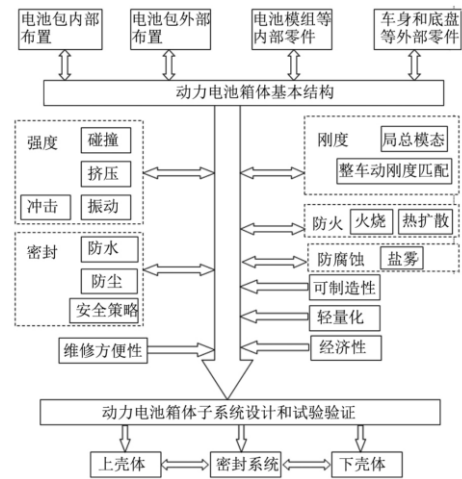 电池包内部
布置
电池包外部
布置
电池模组等
内部零件
车身和底盘
等外部零件
动力电池箱体基本结构
强度
碰撞
挤压
冲击
振动
刚度
局总模态
整车动刚度匹配
防火
火烧
热扩散
密封
防水
防尘
安全策略
防腐蚀
盐雾
可制造性
轻量化
维修方便性
经济性
动力电池箱体子系统设计和试验验证
上壳体
密封系统
下壳体